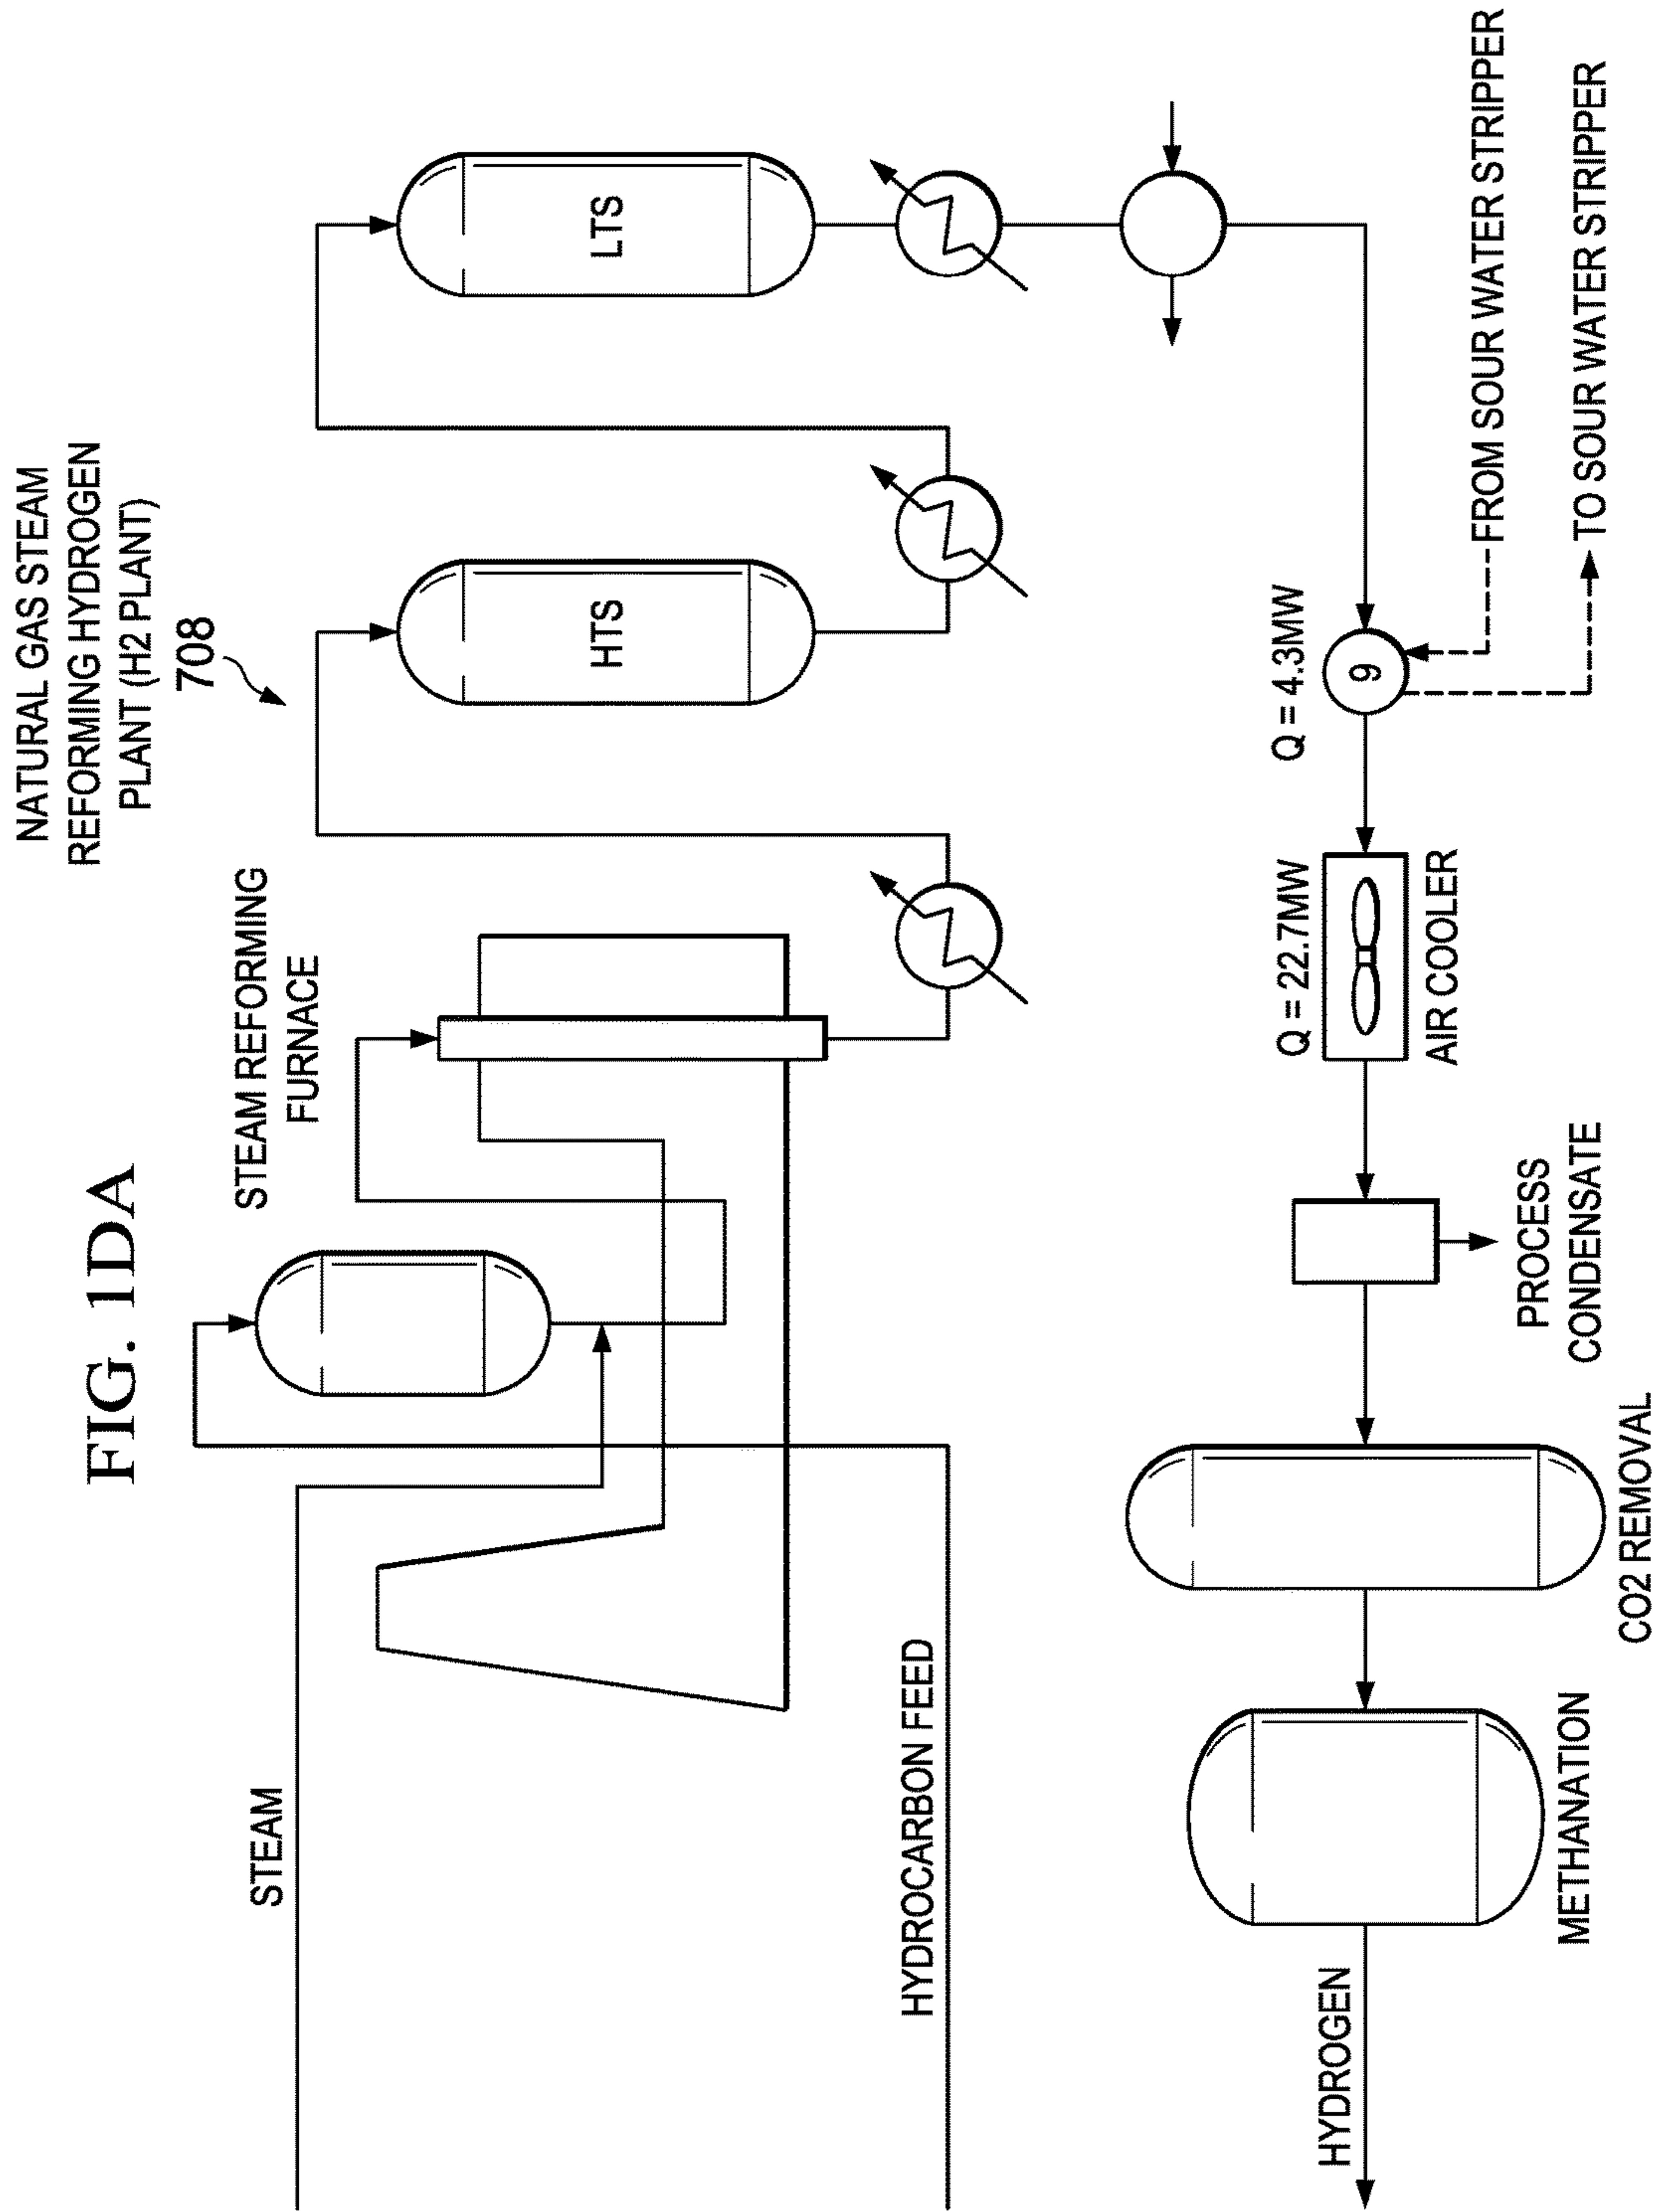 FIG. 1DA
NATURAL GAS STEAM
REFORMING HYDROGEN
PLANT (H2 PLANT)
708
STEAM
STEAM REFORMING
FURNACE
HTS
LTS
HYDROCARBON FEED
HYDROGEN
METHANATION
CO2 REMOVAL
PROCESS
CONDENSATE
Q = 22.7MW
AIR COOLER
Q = 4.3MW
9
FROM SOUR WATER STRIPPER
TO SOUR WATER STRIPPER